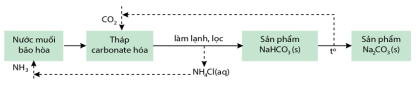 CO₂
Nước muối
bão hòa
Tháp
carbonate hóa
làm lạnh, lọc
Sản phẩm
NaHCO₃(s)
t⁰
Sản phẩm
Na₂CO₃(s)
NH₃
NH₄Cl(aq)